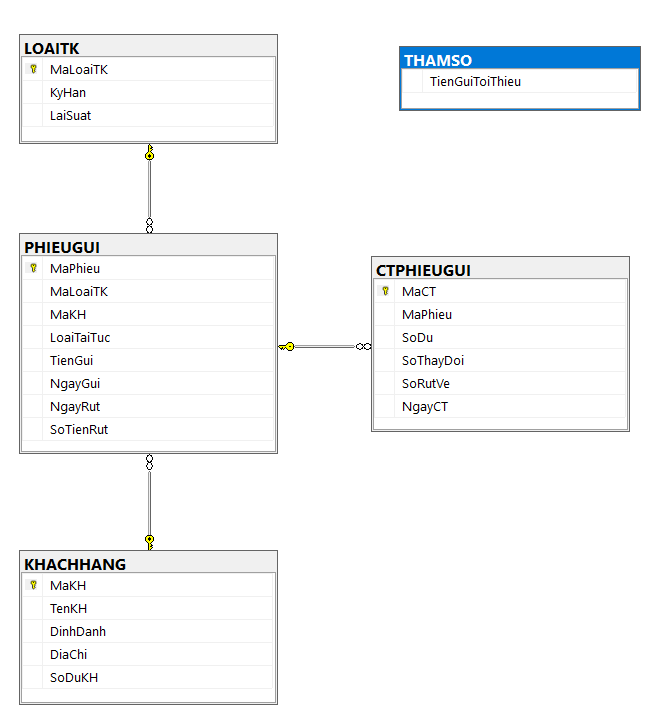 LOAITK
MaLoaiTK
KyHan
LaiSuat
THAMSO
TienGuiToiThieu
PHIEUGUI
MaPhieu
MaLoaiTK
MaKH
LoaiTaiTuc
TienGui
NgayGui
NgayRut
SoTienRut
CTPHIEUGUI
MaCT
MaPhieu
SoDu
SoThayDoi
SoRutVe
NgayCT
KHACHHANG
MaKH
TenKH
DinhDanh
DiaChi
SoDuKH